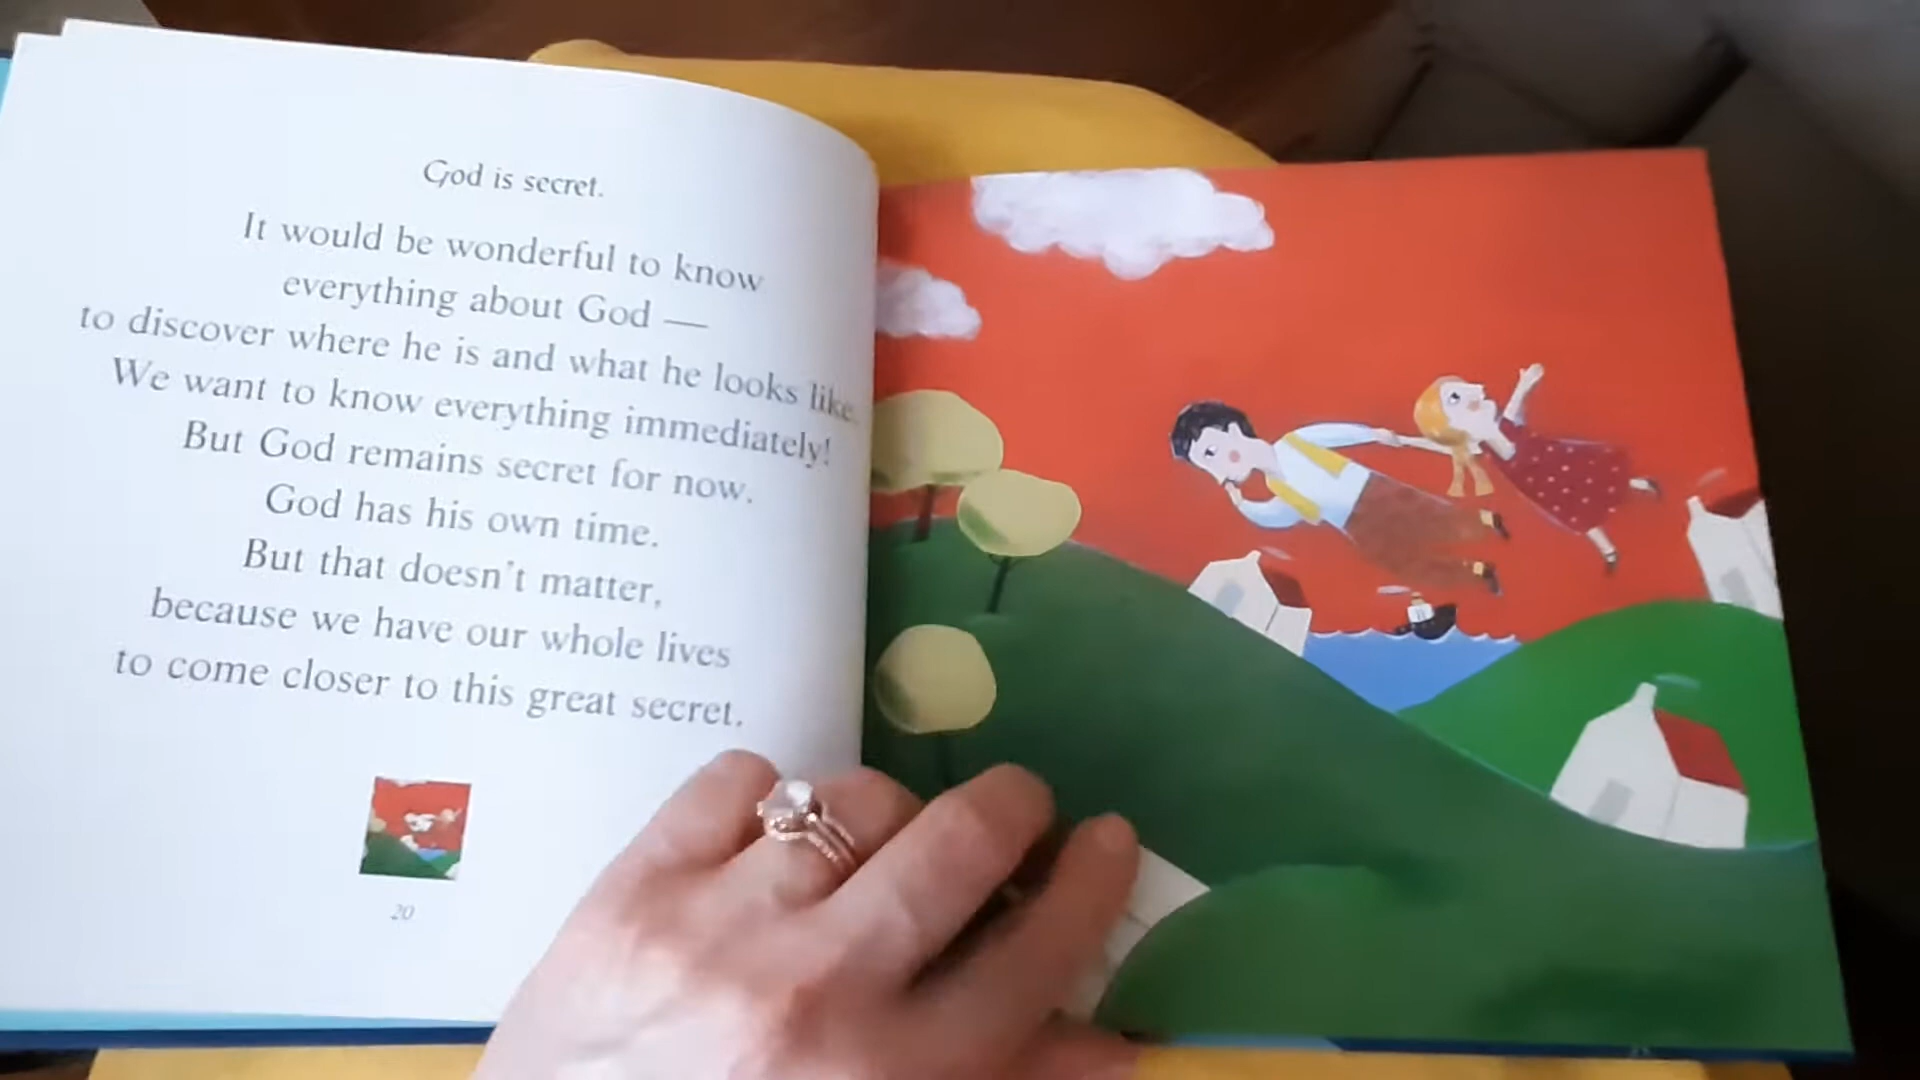 God is secret.
It would be wonderful to know
everything about God —
to discover where he is and what he looks like.
We want to know everything immediately!
But God remains secret for now.
God has his own time.
But that doesn't matter,
because we have our whole lives
to come closer to this great secret.
20